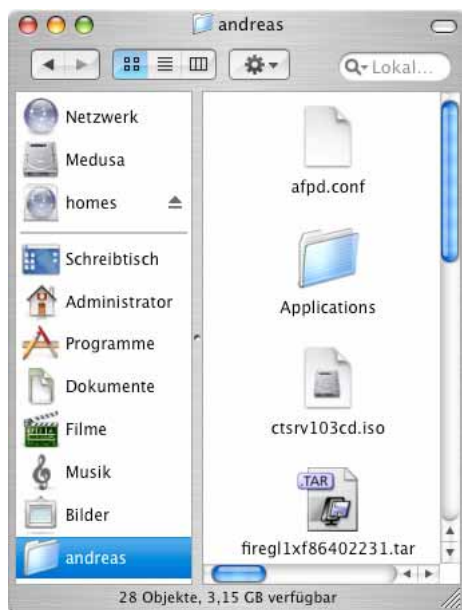 andreas
Lokal...
Netzwerk
Medusa
homes
Schreibtisch
Administrator
Programme
Dokumente
Filme
Musik
Bilder
andreas
afpd.conf
Applications
ctsrv103cd.iso
.TAR
firegl1xf86402231.tar
28 Objekte, 3,15 GB verfügbar